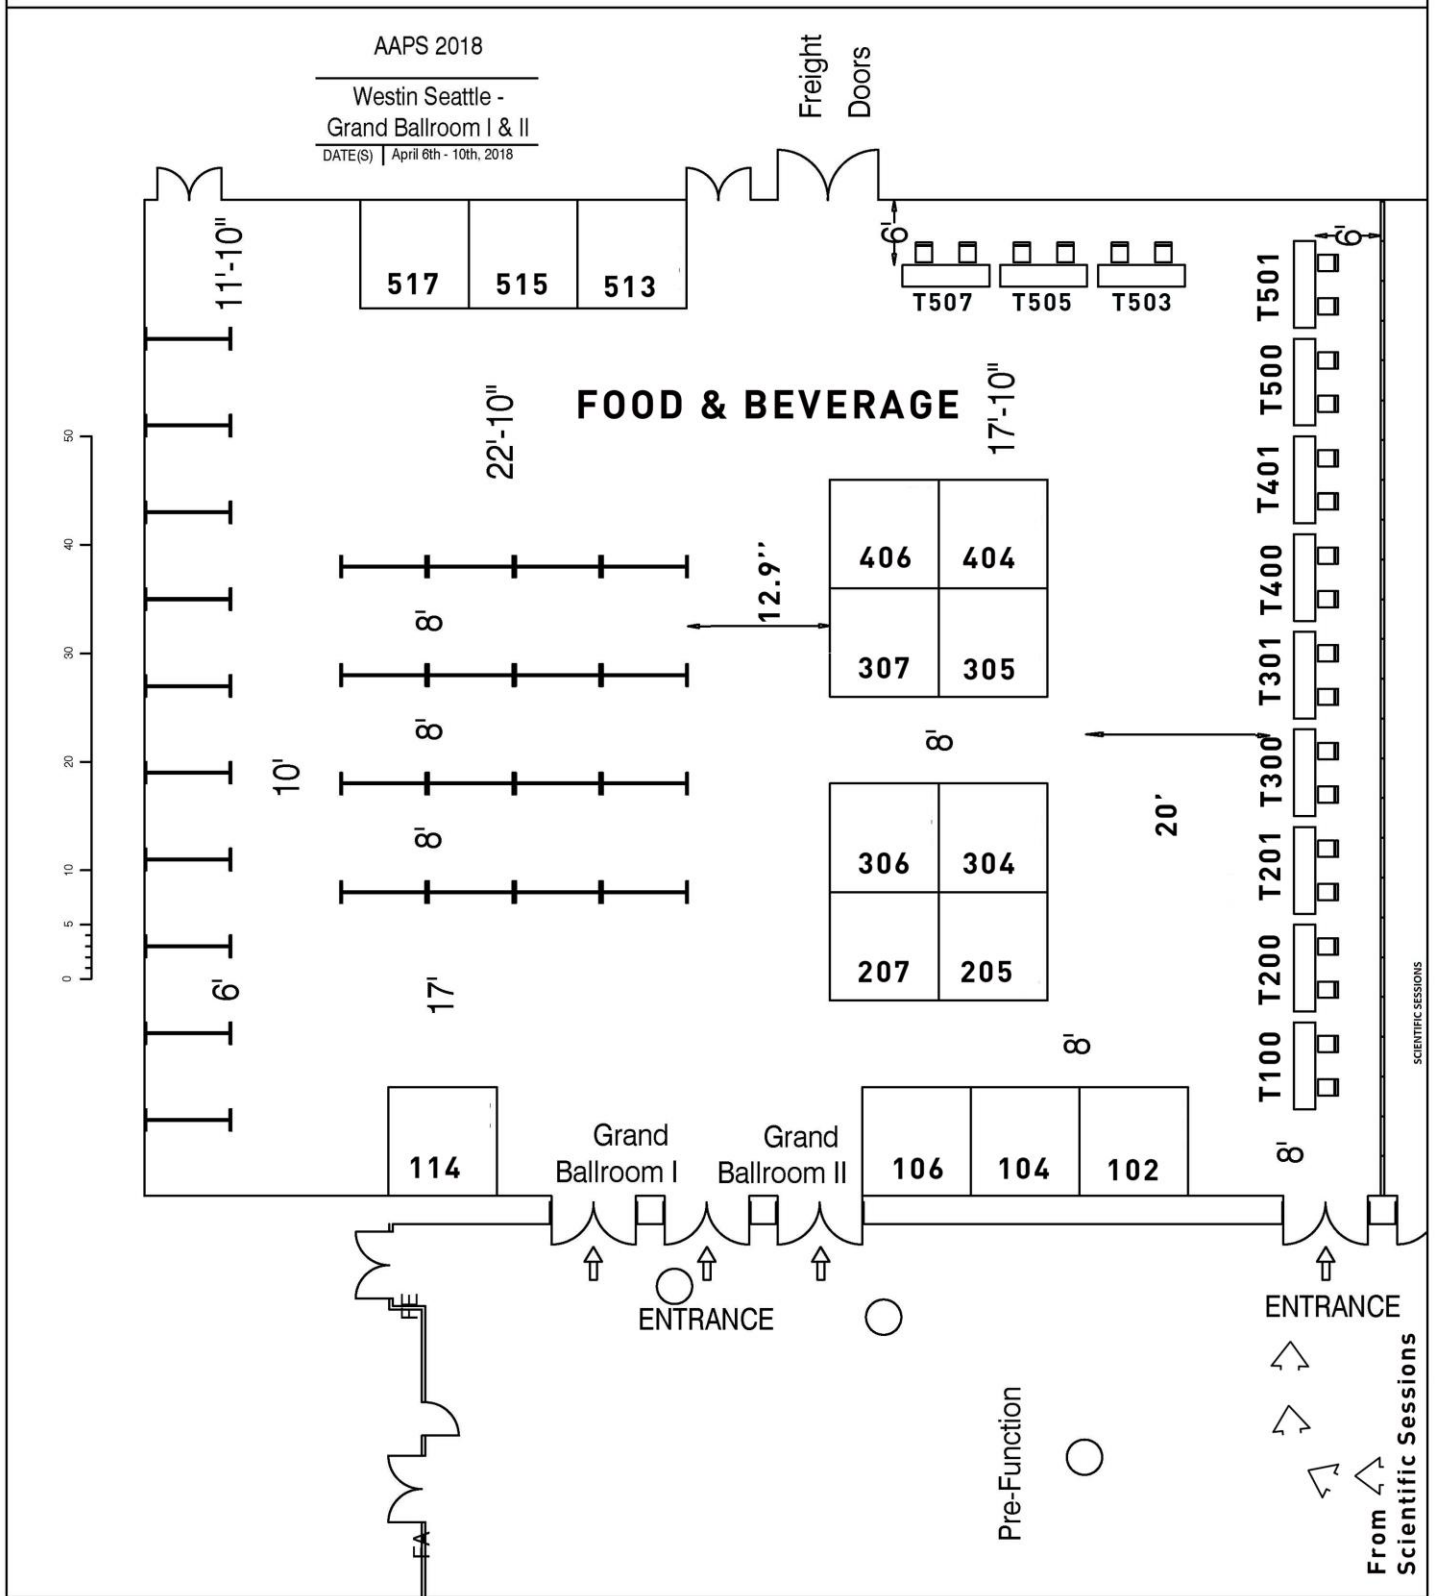 AAPS 2018
Westin Seattle -
Grand Ballroom I & II
DATE(S) April 6th - 10th, 2018
Freight
Doors
11'-10"
517 515 513
6'
T507 T505 T503
6'
T501
T500
T401
T400
T301
T300
T201
T200
T100
FOOD & BEVERAGE
22'-10"
17'-10"
50
40
30
20
10
5
0
406 404
307 305
12.9''
8'
8'
8'
8'
10'
20'
306 304
207 205
6'
17'
8'
8'
SCIENTIFIC SESSIONS
114
Grand
Ballroom I
Grand
Ballroom II
106 104 102
ENTRANCE
ENTRANCE
FE
FA
Pre-Function
From
Scientific Sessions